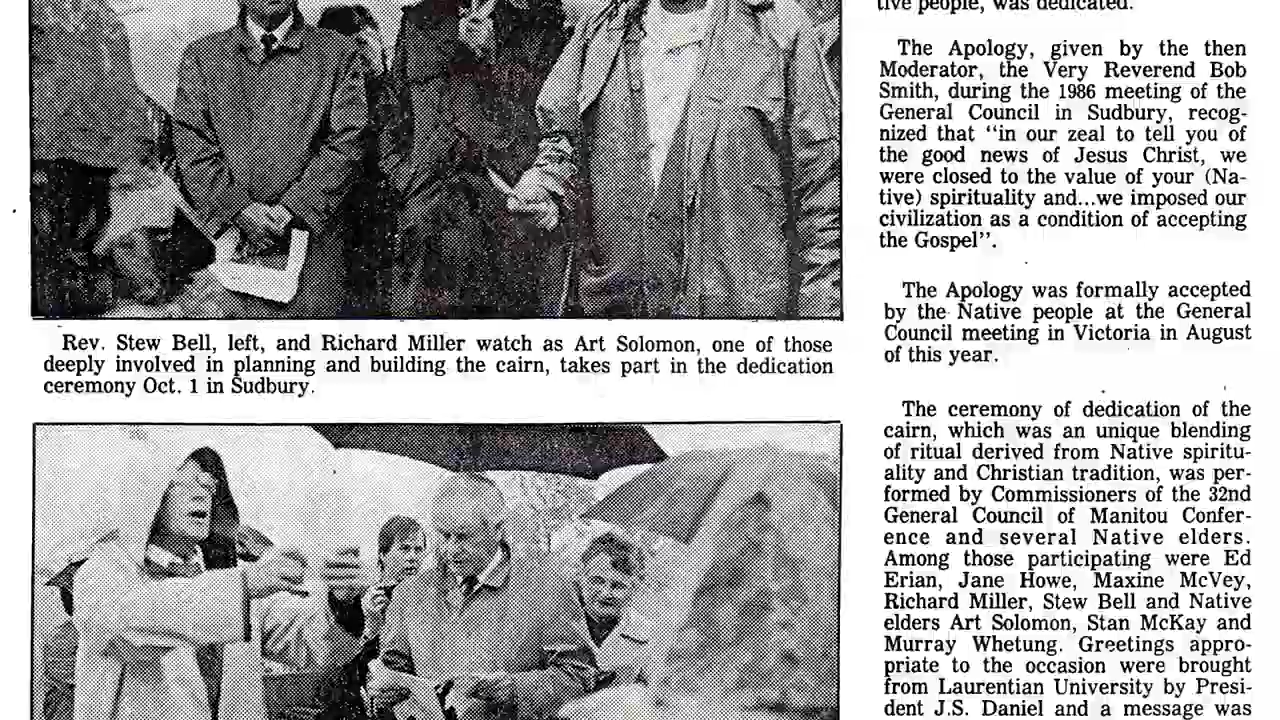 Rev. Stew Bell, left, and Richard Miller watch as Art Solomon, one of those
deeply involved in planning and building the cairn, takes part in the dedication
ceremony Oct. 1 in Sudbury.
tive people, was dedicated.
The Apology, given by the then
Moderator, the Very Reverend Bob
Smith, during the 1986 meeting of the
General Council in Sudbury, recog-
nized that “in our zeal to tell you of
the good news of Jesus Christ, we
were closed to the value of your (Na-
tive) spirituality and...we imposed our
civilization as a condition of accepting
the Gospel”.
The Apology was formally accepted
by the Native people at the General
Council meeting in Victoria in August
of this year.
The ceremony of dedication of the
cairn, which was an unique blending
of ritual derived from Native spiritu-
ality and Christian tradition, was per-
formed by Commissioners of the 32nd
General Council of Manitou Confer-
ence and several Native elders.
Among those participating were Ed
Erian, Jane Howe, Maxine McVey,
Richard Miller, Stew Bell and Native
elders Art Solomon, Stan McKay and
Murray Whetung. Greetings appro-
priate to the occasion were brought
from Laurentian University by Presi-
dent J.S. Daniel and a message was